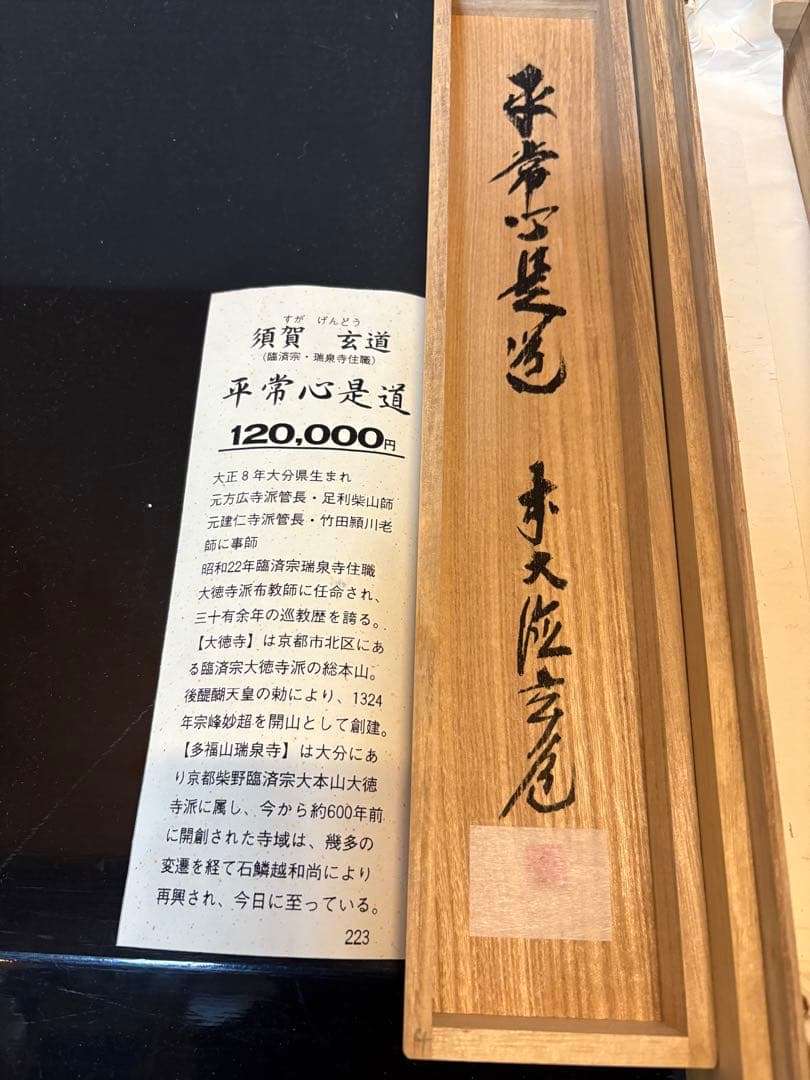 すが　げんどう
須賀　玄道
(臨済宗・瑞泉寺住職)
平常心是道
120,000円
大正8年大分県生まれ
元方広寺派管長・足利柴山師
元建仁寺派管長・竹田頴川老
師に事師
昭和22年臨済宗瑞泉寺住職
大徳寺派布教師に任命され、
三十有余年の巡教歴を誇る。
【大徳寺】は京都市北区にあ
る臨済宗大徳寺派の総本山。
後醍醐天皇の勅により、1324
年宗峰妙超を開山として創建。
【多福山瑞泉寺】は大分にあ
り京都柴野臨済宗大本山大徳
寺派に属し、今から約600年前
に開創された寺域は、幾多の
変遷を経て石鱗越和尚により
再興され、今日に至っている。
223
平常心是道